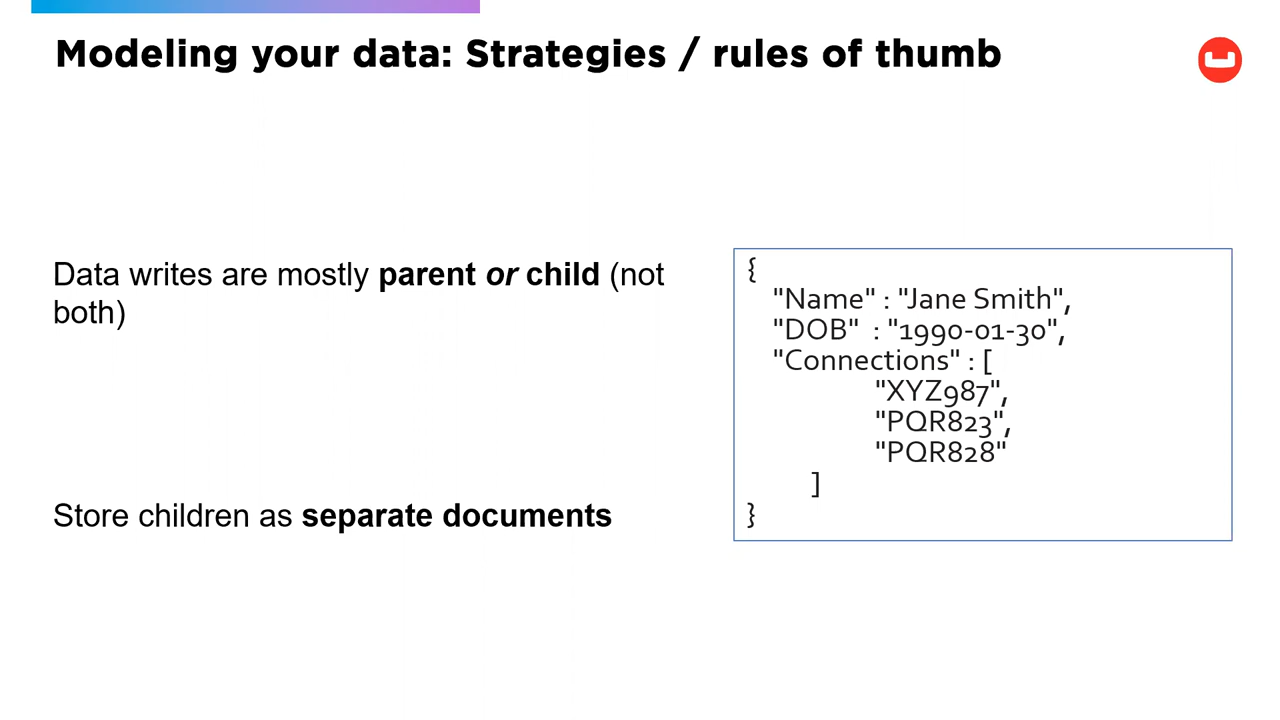 Modeling your data: Strategies / rules of thumb
Data writes are mostly parent or child (not
both)
Store children as separate documents
{
"Name" : "Jane Smith",
"DOB" : "1990-01-30",
"Connections" : [
"XYZ987",
"PQR823",
"PQR828"
]
}